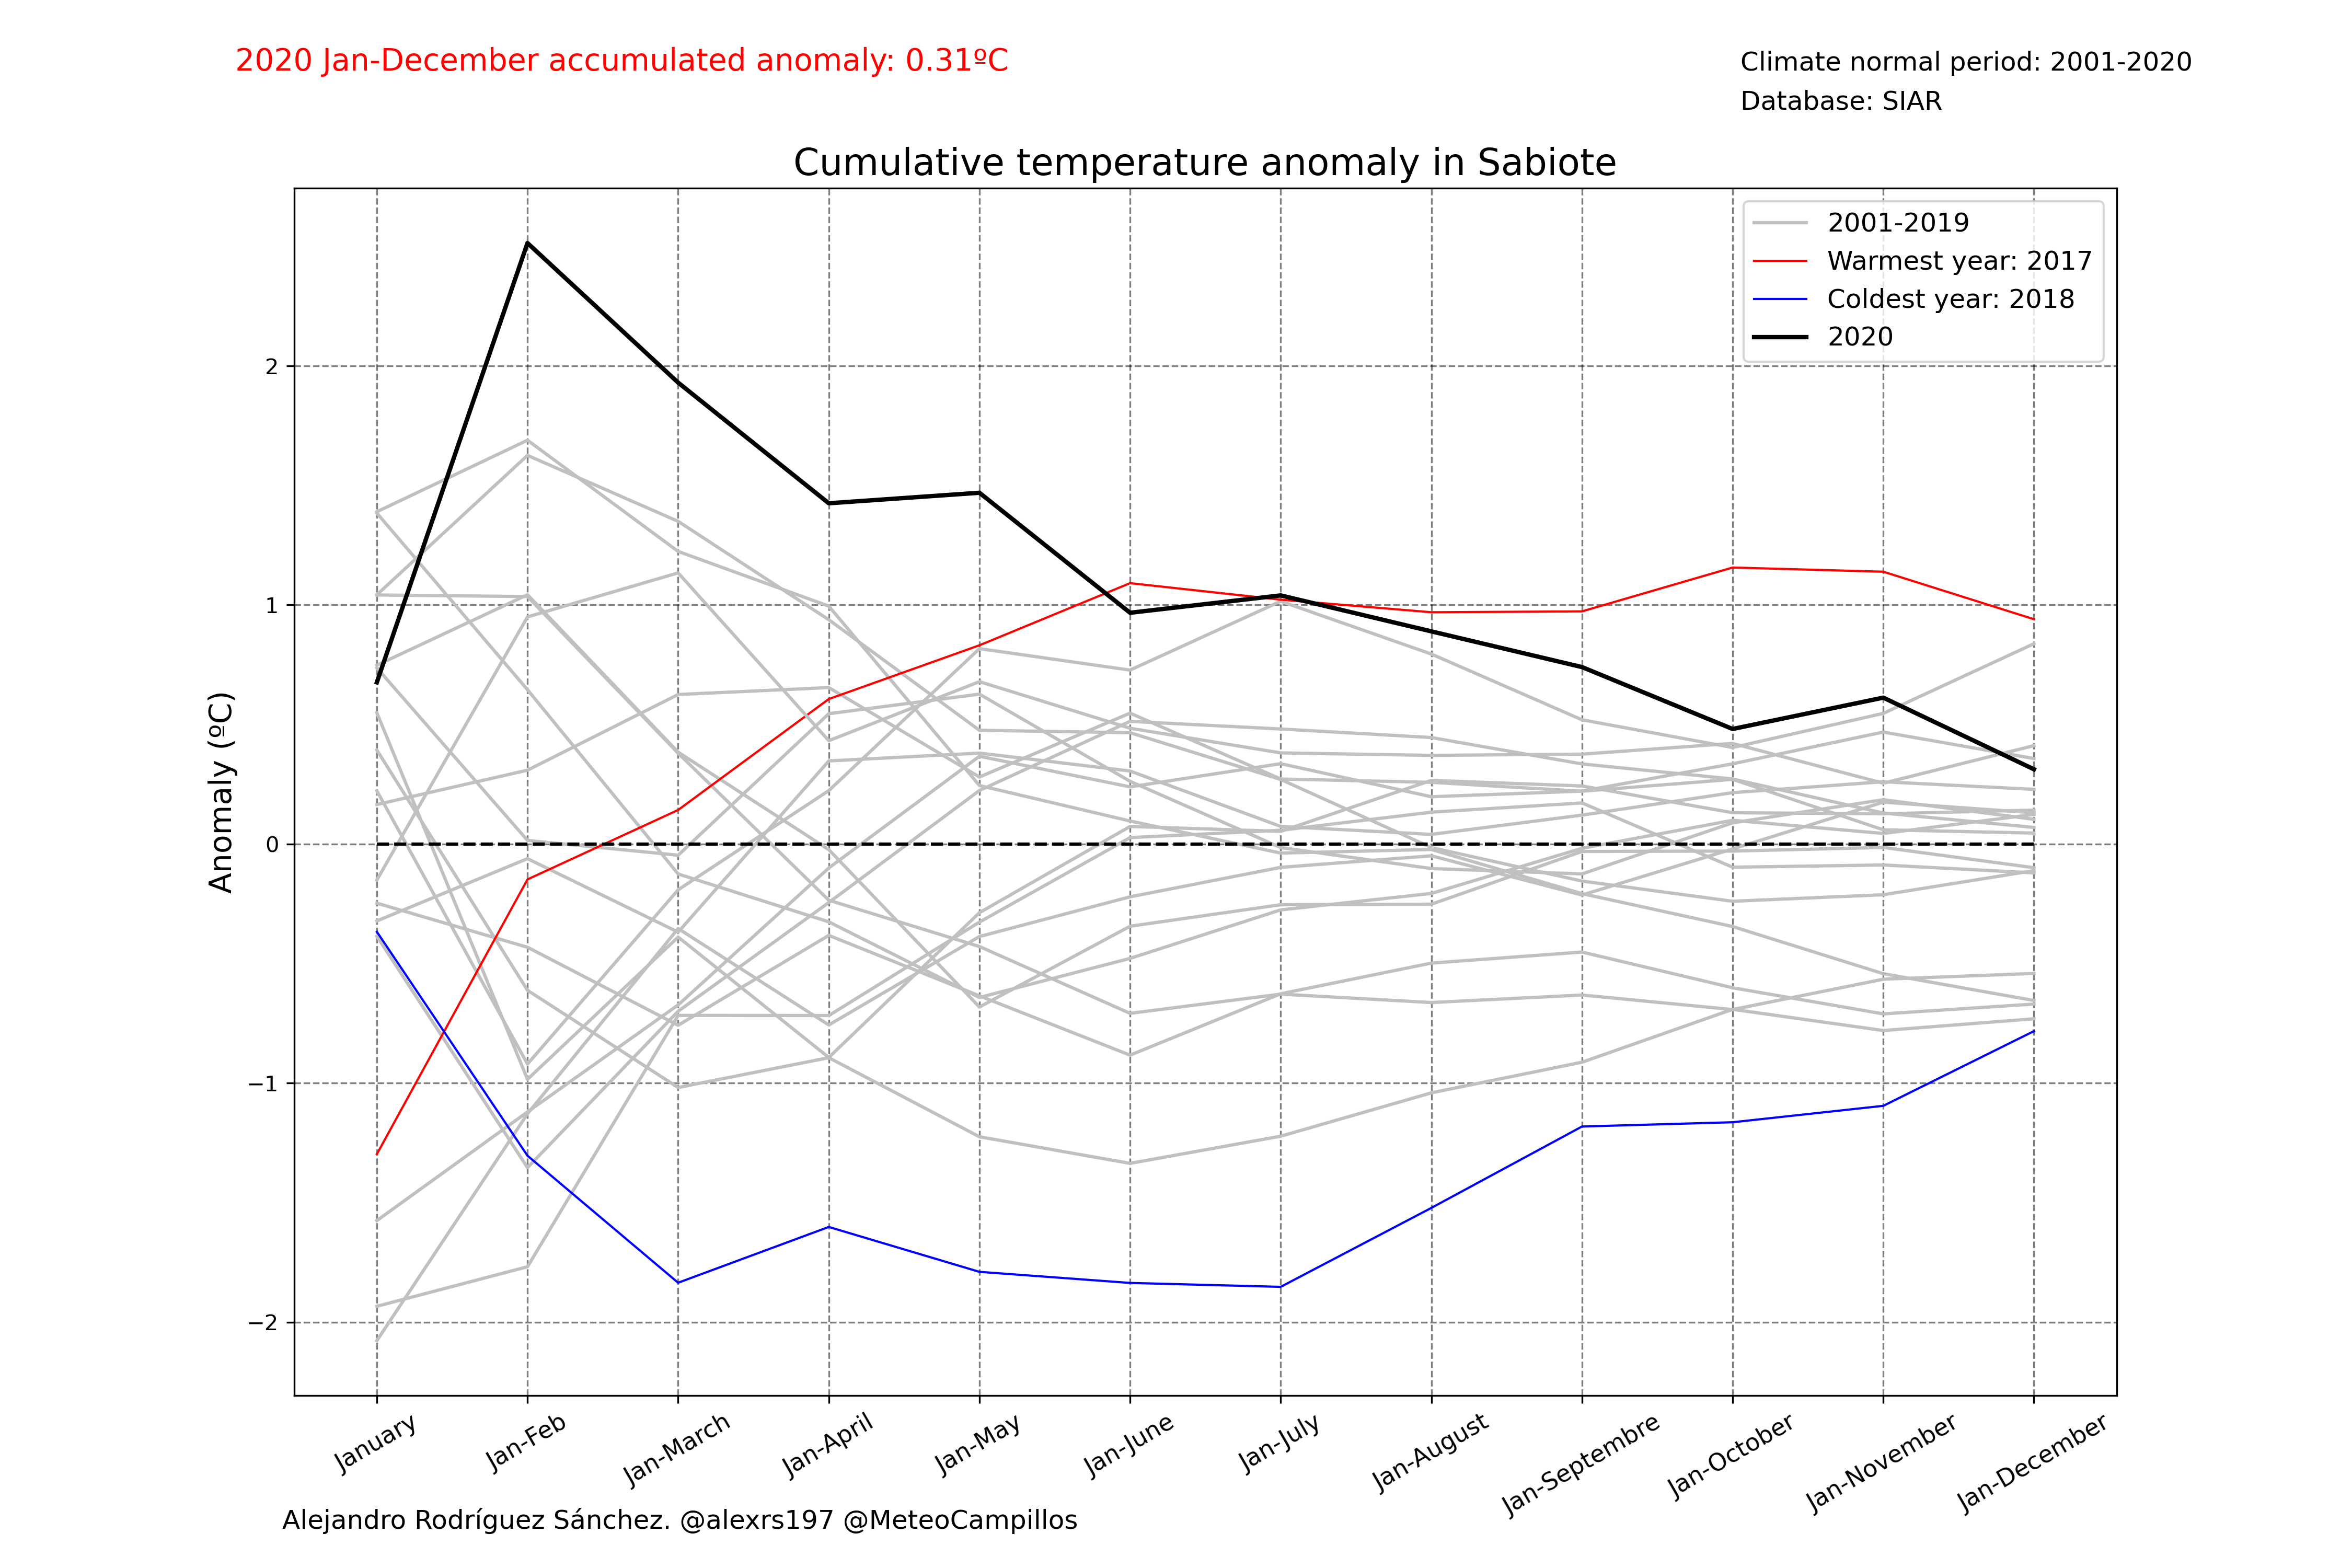 2020 Jan-December accumulated anomaly: 0.31ºC
Climate normal period: 2001-2020
Database: SIAR
Cumulative temperature anomaly in Sabiote
2001-2019
Warmest year: 2017
Coldest year: 2018
2020
Anomaly (ºC)
2
1
0
−1
−2
January
Jan-Feb
Jan-March
Jan-April
Jan-May
Jan-June
Jan-July
Jan-August
Jan-Septembre
Jan-October
Jan-November
Jan-December
Alejandro Rodríguez Sánchez. @alexrs197 @MeteoCampillos